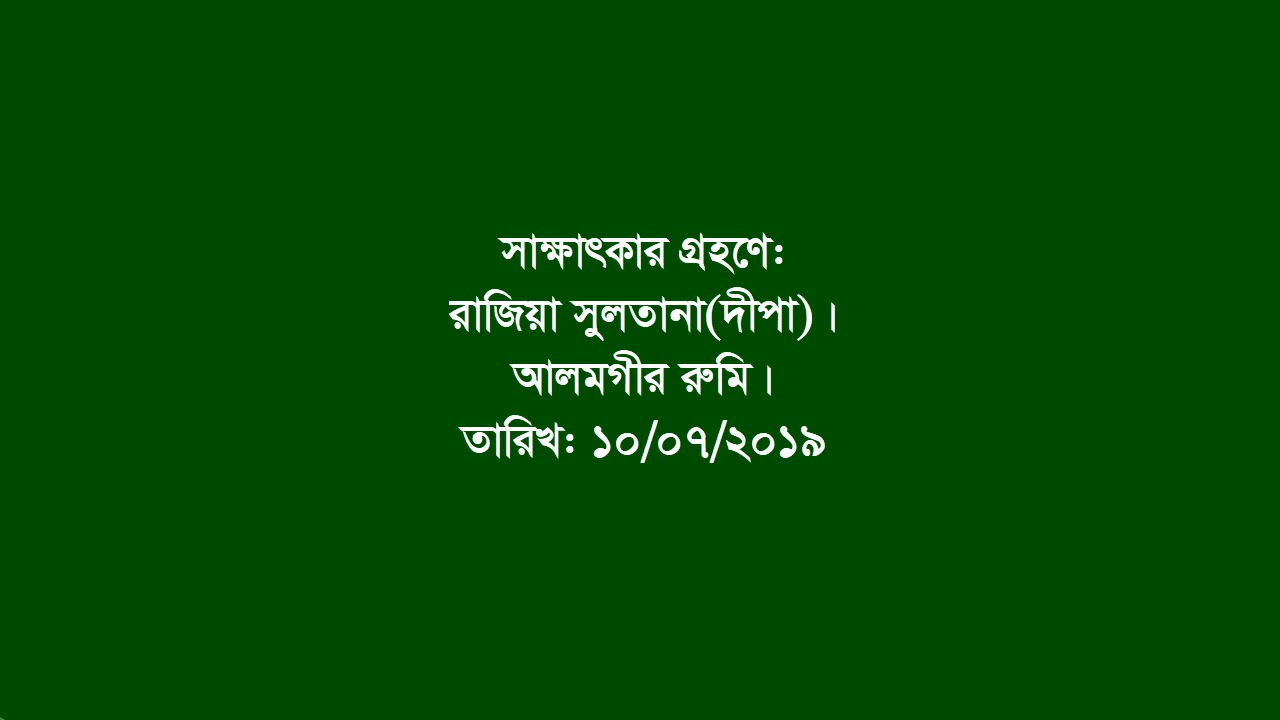 সাক্ষাৎকার গ্রহণে:
রাজিয়া সুলতানা(দীপা)।
আলমগীর রুমি।
তারিখ: ১০/০৭/২০১৯